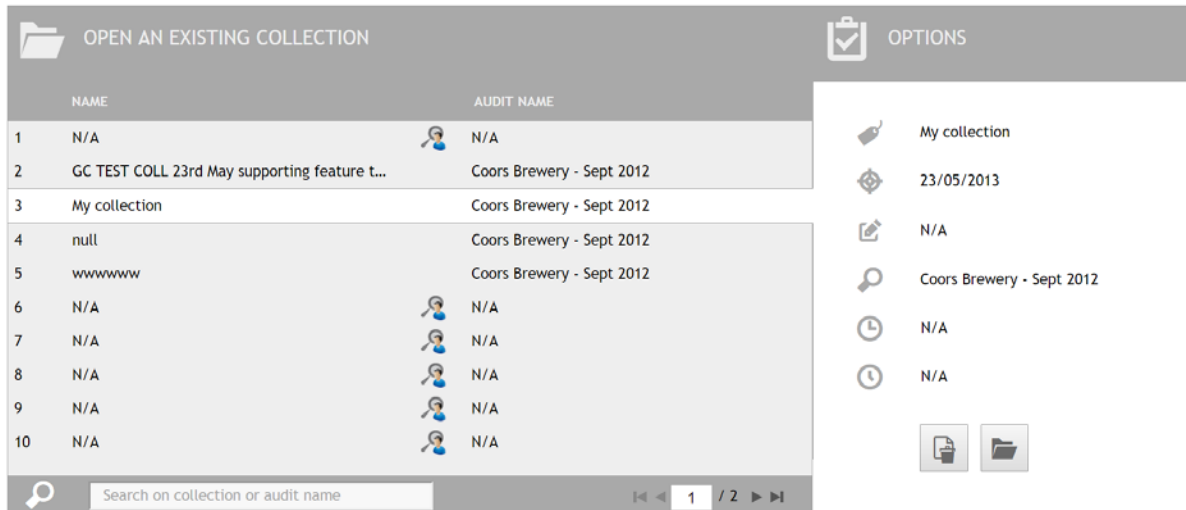 OPEN AN EXISTING COLLECTION
OPTIONS
NAME AUDIT NAME
1 N/A N/A
2 GC TEST COLL 23rd May supporting feature t... Coors Brewery - Sept 2012
3 My collection Coors Brewery - Sept 2012
4 null Coors Brewery - Sept 2012
5 wwwwww Coors Brewery - Sept 2012
6 N/A N/A
7 N/A N/A
8 N/A N/A
9 N/A N/A
10 N/A N/A
Search on collection or audit name 1 / 2
My collection
23/05/2013
N/A
Coors Brewery - Sept 2012
N/A
N/A